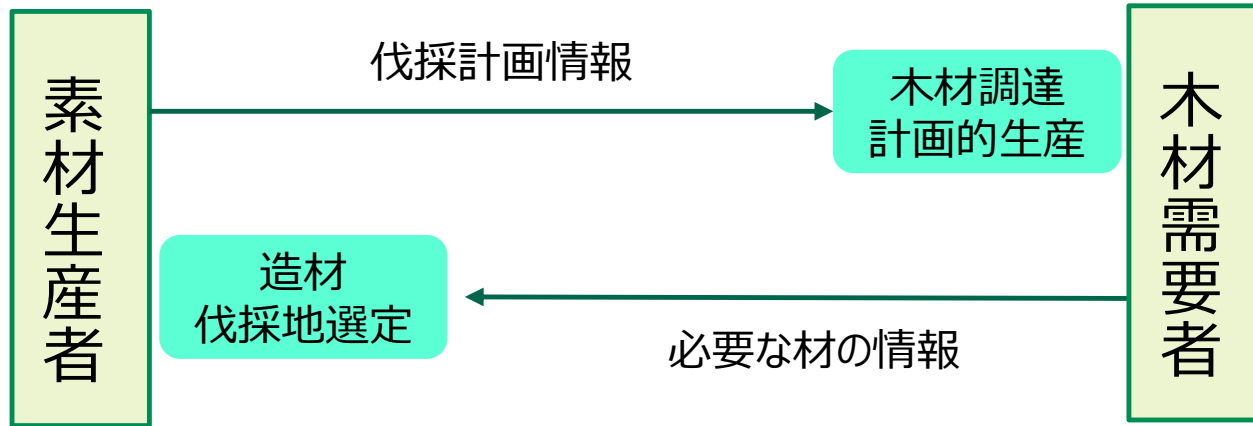 素材生産者
伐採計画情報
木材調達
計画的生産
木材需要者
造材
伐採地選定
必要な材の情報